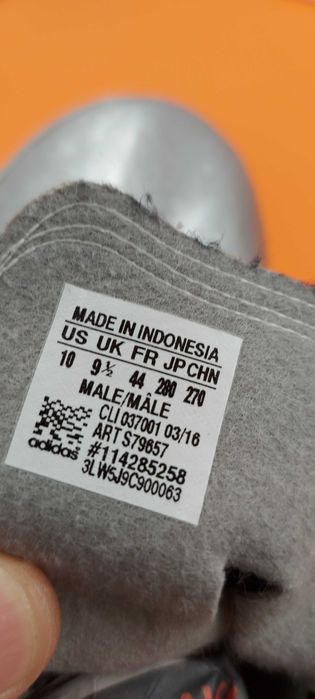 MADE IN INDONESIA
US UK FR JP CHN
10 9½ 44 280 270
MALE/MÂLE
CLI 037001 03/16
ART S79657
#114285258
3LW5J9C900063
adidas